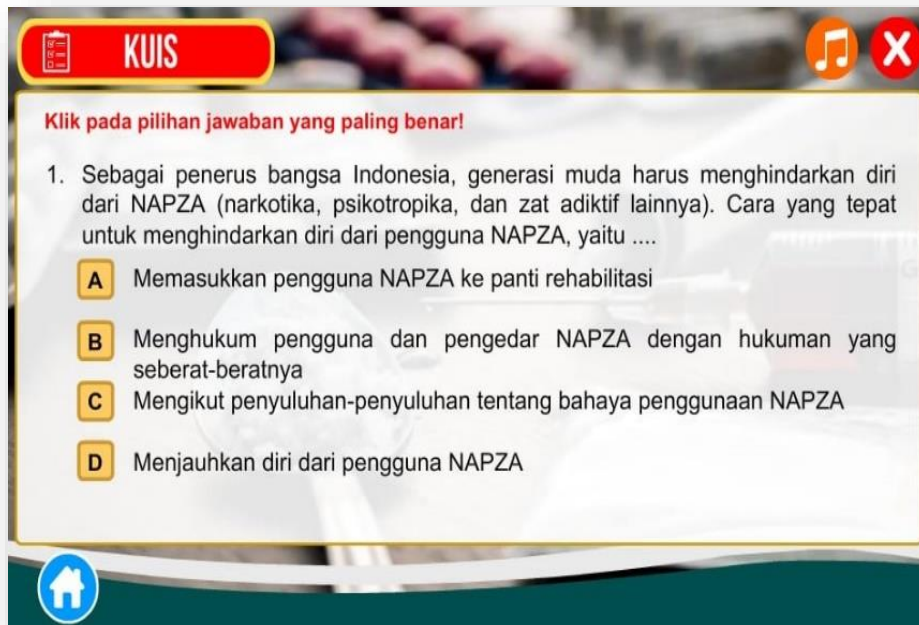 KUIS
Klik pada pilihan jawaban yang paling benar!
1. Sebagai penerus bangsa Indonesia, generasi muda harus menghindarkan diri
dari NAPZA (narkotika, psikotropika, dan zat adiktif lainnya). Cara yang tepat
untuk menghindarkan diri dari pengguna NAPZA, yaitu ....
A Memasukkan pengguna NAPZA ke panti rehabilitasi
B Menghukum pengguna dan pengedar NAPZA dengan hukuman yang
seberat-beratnya
C Mengikut penyuluhan-penyuluhan tentang bahaya penggunaan NAPZA
D Menjauhkan diri dari pengguna NAPZA